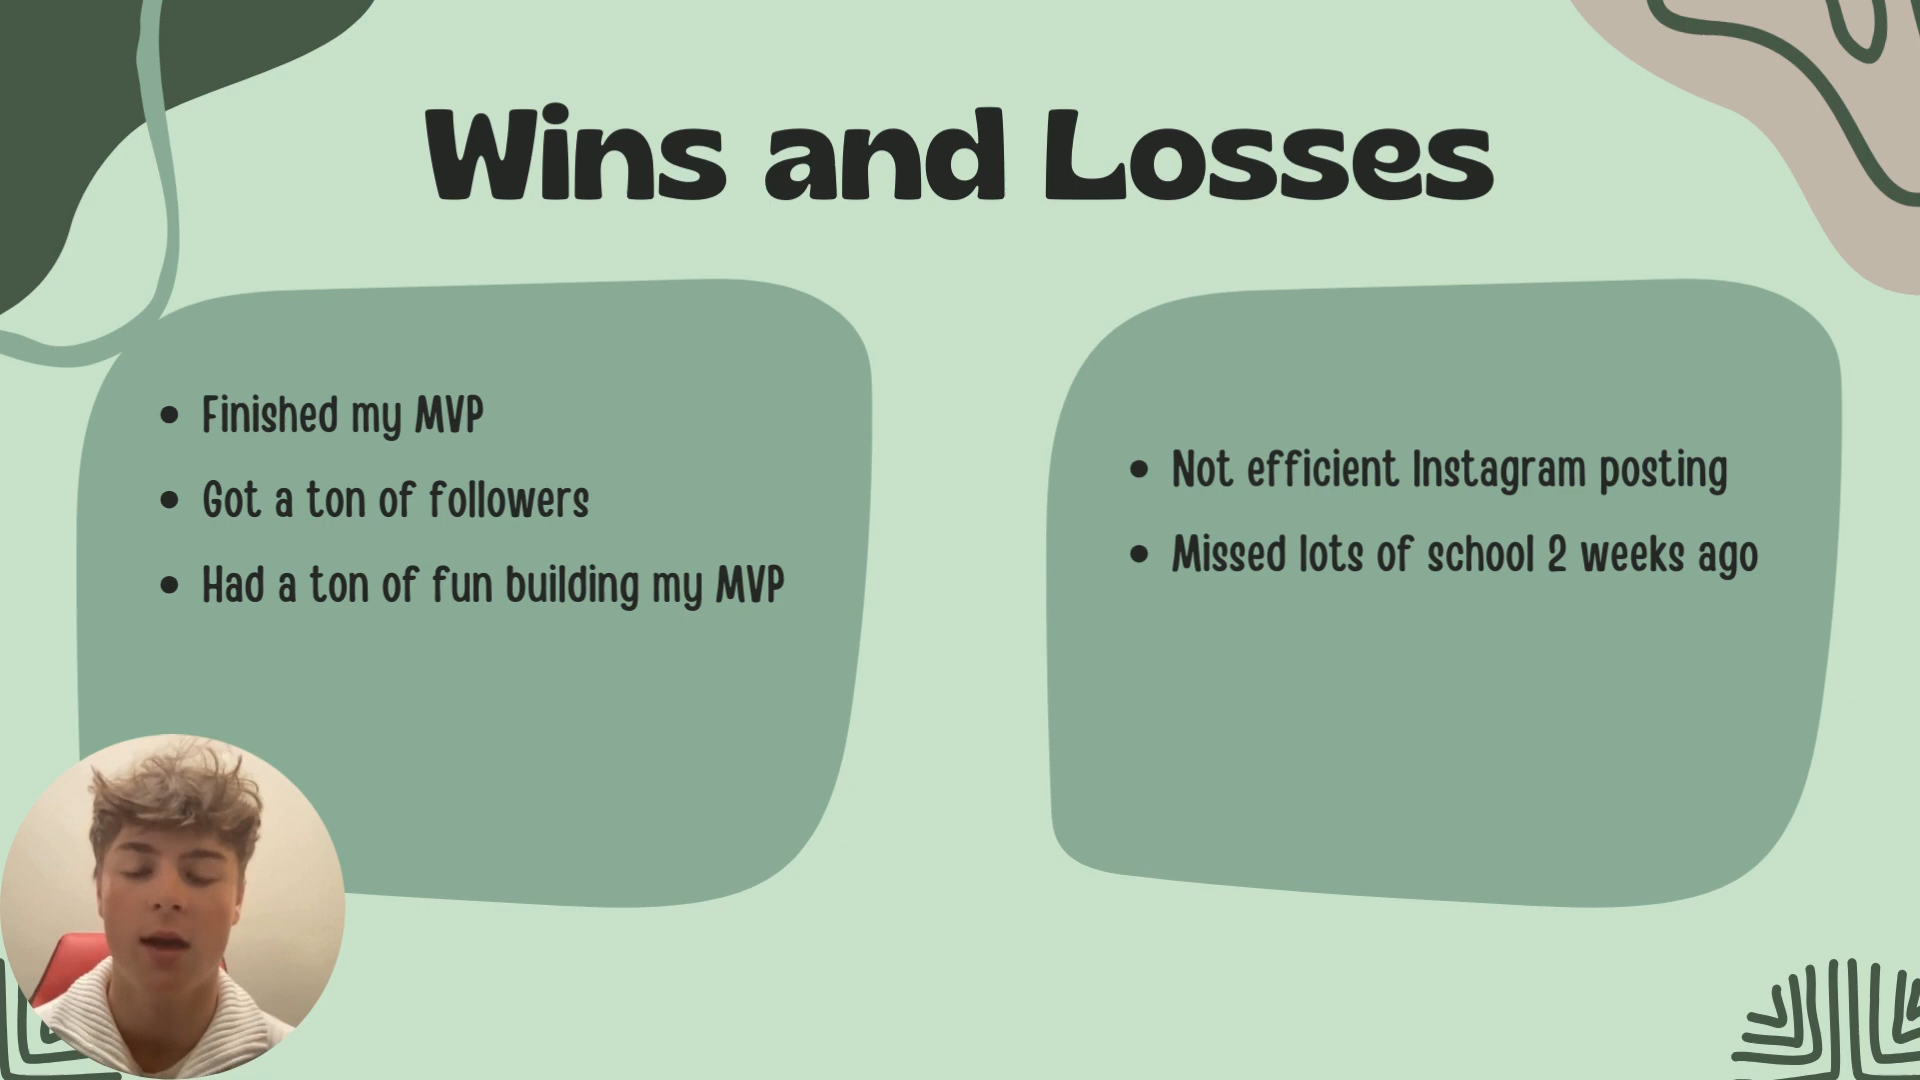 Wins and Losses
Finished my MVP
Got a ton of followers
Had a ton of fun building my MVP
Not efficient Instagram posting
Missed lots of school 2 weeks ago